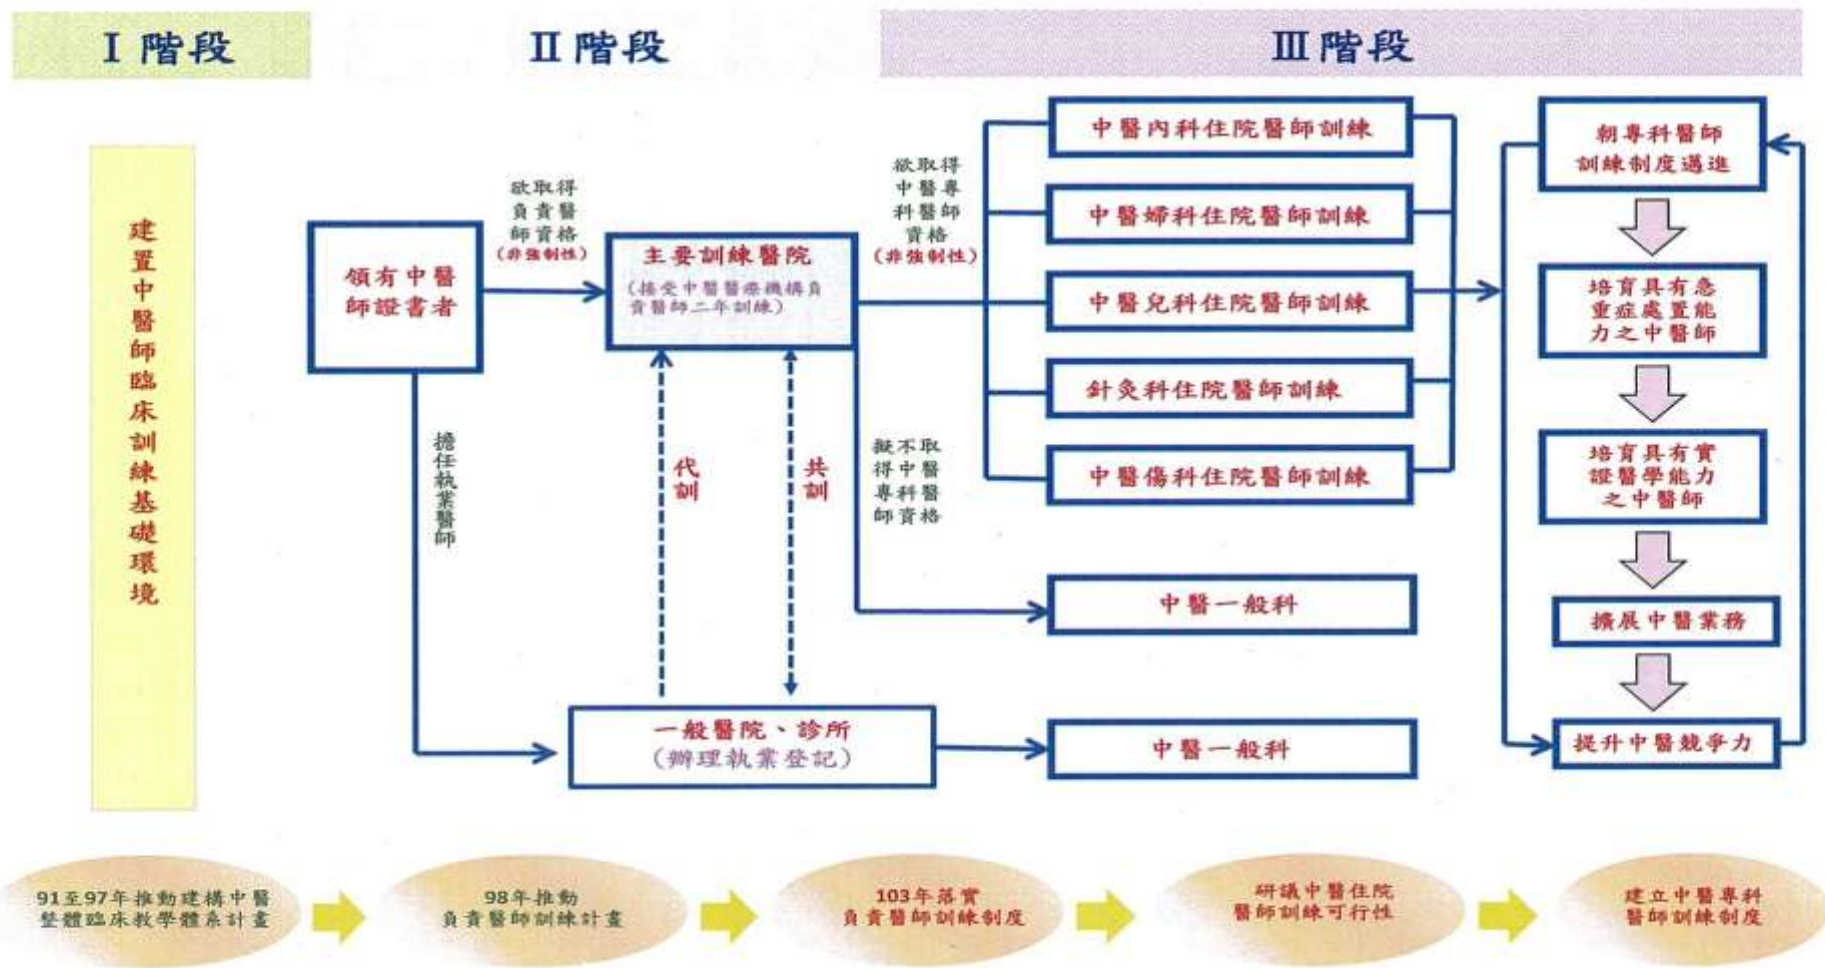 I 階段
II 階段
III 階段
建置中醫師臨床訓練基礎環境
領有中醫
師證書者
欲取得
負責醫
師資格
(非強制性)
擔任執業醫師
主要訓練醫院
(接受中醫醫療機構負
責醫師二年訓練)
代訓
共訓
一般醫院、診所
(辦理執業登記)
欲取得
中醫專
科醫師
資格
(非強制性)
擬不取
得中醫
專科醫
師資格
中醫內科住院醫師訓練
中醫婦科住院醫師訓練
中醫兒科住院醫師訓練
針灸科住院醫師訓練
中醫傷科住院醫師訓練
中醫一般科
中醫一般科
朝專科醫師
訓練制度邁進
培育具有急
重症處置能
力之中醫師
培育具有實
證醫學能力
之中醫師
擴展中醫業務
提升中醫競爭力
91至97年推動建構中醫
整體臨床教學體系計畫
98年推動
負責醫師訓練計畫
103年落實
負責醫師訓練制度
研議中醫住院
醫師訓練可行性
建立中醫專科
醫師訓練制度